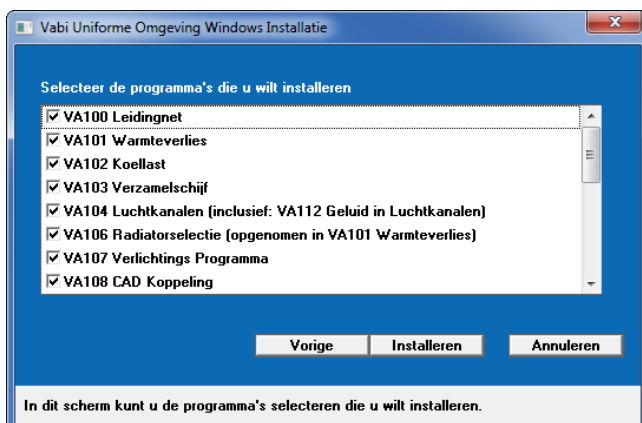 Vabi Uniforme Omgeving Windows Installatie
Selecteer de programma's die u wilt installeren
VA100 Leidingnet
VA101 Warmteverlies
VA102 Koellast
VA103 Verzamelschijf
VA104 Luchtkanalen (inclusief: VA112 Geluid in Luchtkanalen)
VA106 Radiatorselectie (opgenomen in VA101 Warmteverlies)
VA107 Verlichtings Programma
VA108 CAD Koppeling
Vorige Installeren Annuleren
In dit scherm kunt u de programma's selecteren die u wilt installeren.